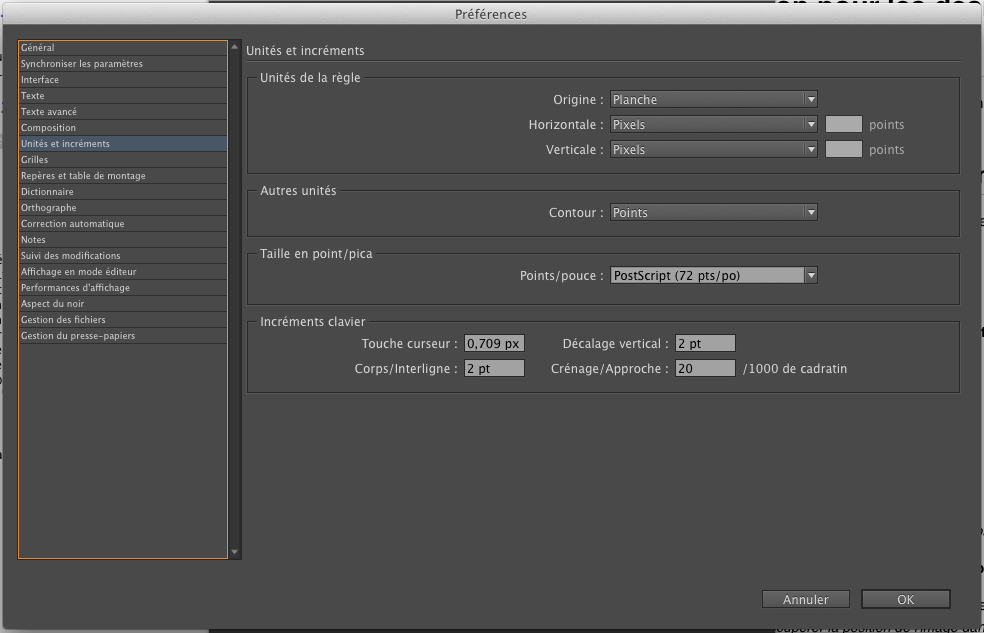 Préférences
Général
Synchroniser les paramètres
Interface
Texte
Texte avancé
Composition
Unités et incréments
Grilles
Repères et table de montage
Dictionnaire
Orthographe
Correction automatique
Notes
Suivi des modifications
Affichage en mode éditeur
Performances d'affichage
Aspect du noir
Gestion des fichiers
Gestion du presse-papiers
Unités et incréments
Unités de la règle
Origine : Planche
Horizontale : Pixels points
Verticale : Pixels points
Autres unités
Contour : Points
Taille en point/pica
Points/pouce : PostScript (72 pts/po)
Incréments clavier
Touche curseur : 0,709 px Décalage vertical : 2 pt
Corps/Interligne : 2 pt Crénage/Approche : 20 /1000 de cadratin
Annuler OK